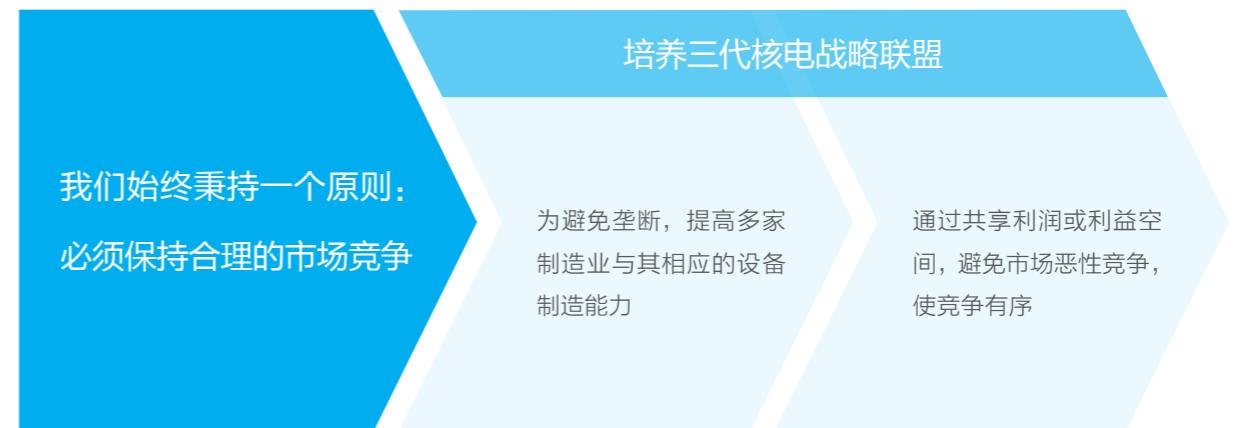 我们始终秉持一个原则：
必须保持合理的市场竞争
培养三代核电战略联盟
为避免垄断，提高多家
制造业与其相应的设备
制造能力
通过共享利润或利益空
间，避免市场恶性竞争，
使竞争有序